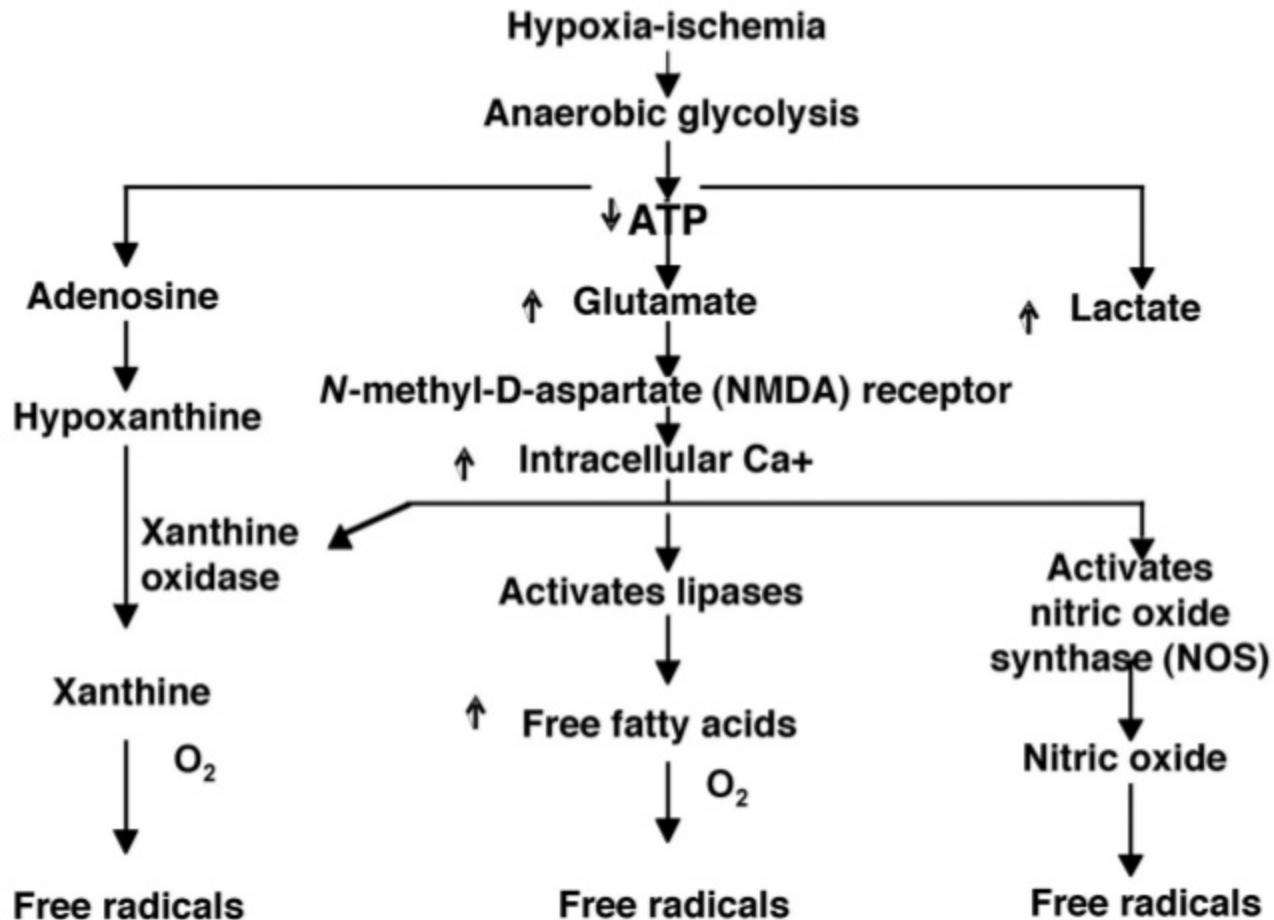 Hypoxia-ischemia
Anaerobic glycolysis
ATP
Adenosine
Glutamate
Lactate
N-methyl-D-aspartate (NMDA) receptor
Hypoxanthine
Intracellular Ca+
Xanthine
oxidase
Activates lipases
Activates
nitric oxide
synthase (NOS)
Xanthine
Free fatty acids
Nitric oxide
O₂
O₂
Free radicals
Free radicals
Free radicals